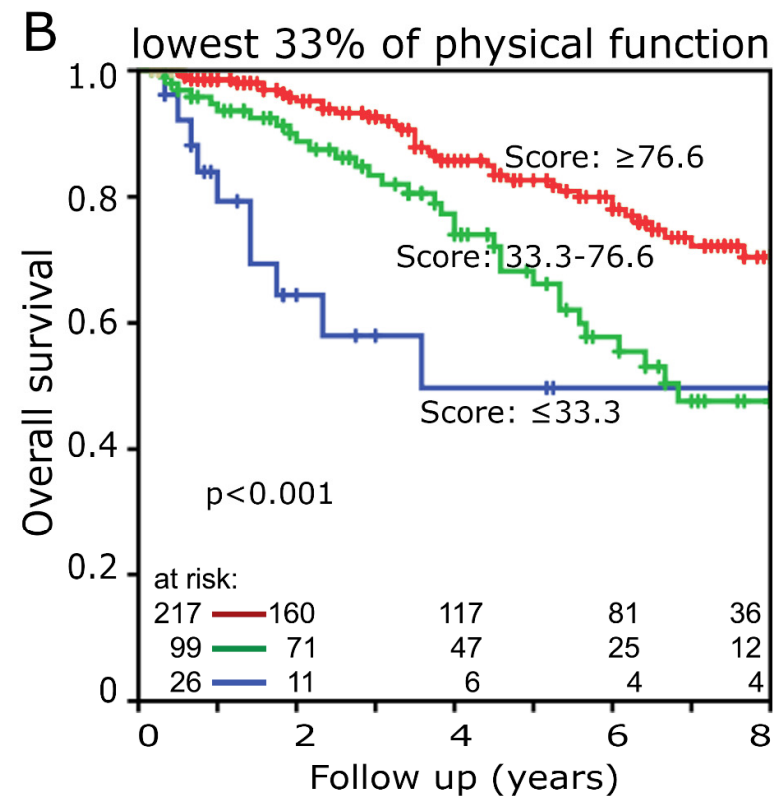 B
lowest 33% of physical function
1.0
0.8
0.6
0.4
0.2
0
Overall survival
Score: ≥76.6
Score: 33.3-76.6
Score: ≤33.3
p<0.001
at risk:
217 160 117 81 36
99 71 47 25 12
26 11 6 4 4
0 2 4 6 8
Follow up (years)